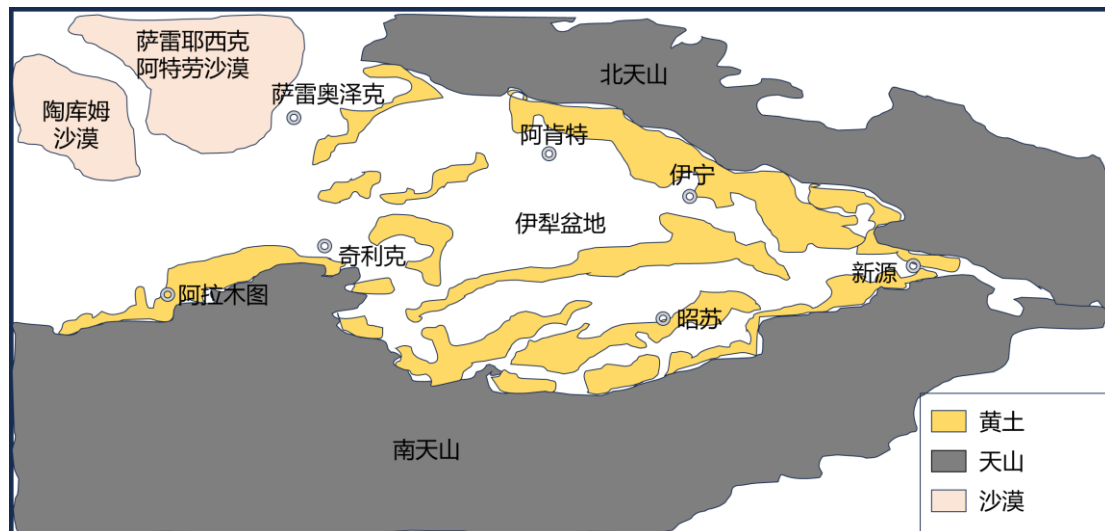 萨雷耶西克
阿特劳沙漠
北天山
萨雷奥泽克
陶库姆
沙漠
阿肯特
伊宁
伊犁盆地
奇利克
新源
阿拉木图
昭苏
南天山
黄土
天山
沙漠